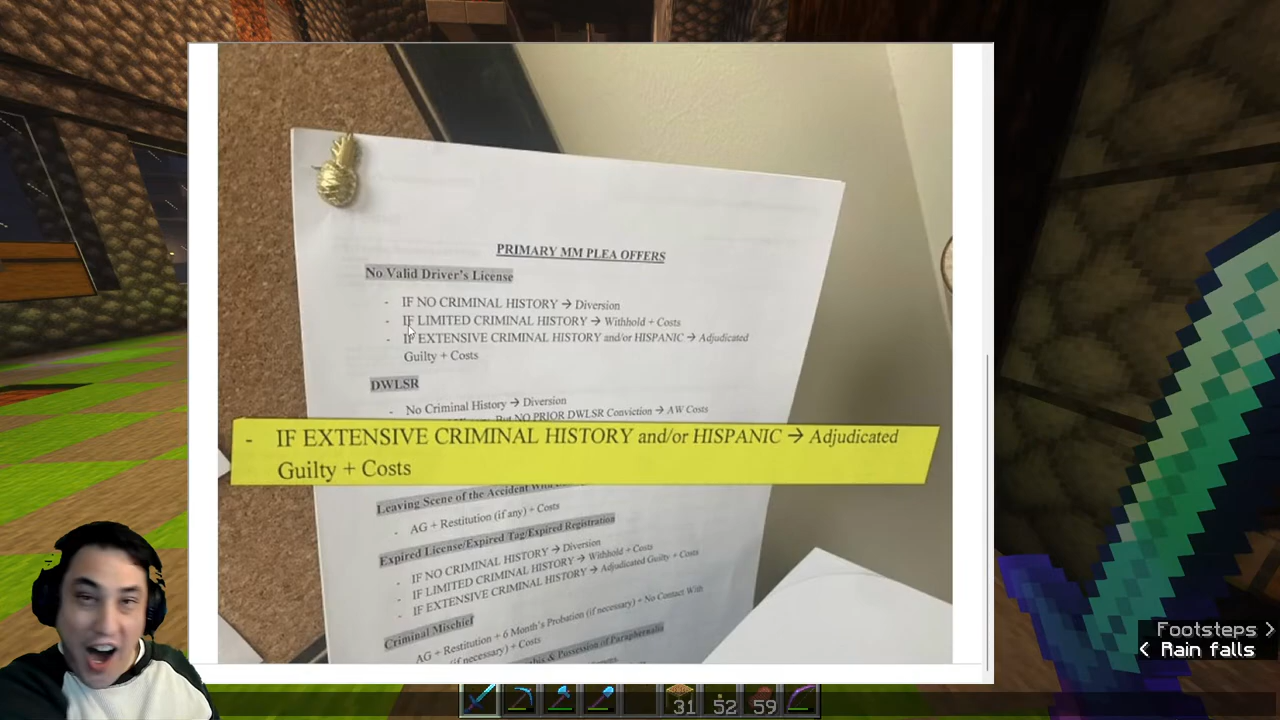 PRIMARY MM PLEA OFFERS
No Valid Driver's License
- IF NO CRIMINAL HISTORY → Diversion
- IF LIMITED CRIMINAL HISTORY → Withhold + Costs
- IF EXTENSIVE CRIMINAL HISTORY and/or HISPANIC → Adjudicated
Guilty + Costs
DWLSR
- No Criminal History → Diversion
But NO PRIOR DWLSR Conviction → AW Costs
- IF EXTENSIVE CRIMINAL HISTORY and/or HISPANIC → Adjudicated
Guilty + Costs
Leaving Scene of the Accident
- AG + Restitution (if any) + Costs
Expired License/Expired Tag/Expired Registration
- IF NO CRIMINAL HISTORY → Diversion
- IF LIMITED CRIMINAL HISTORY → Withhold + Costs
- IF EXTENSIVE CRIMINAL HISTORY → Adjudicated Guilty + Costs
Criminal Mischief
AG + Restitution + 6 Month's Probation (if necessary) + No Contact With
(if necessary) + Costs
& Possession of Paraphernalia
Footsteps >
< Rain falls
31 52 59